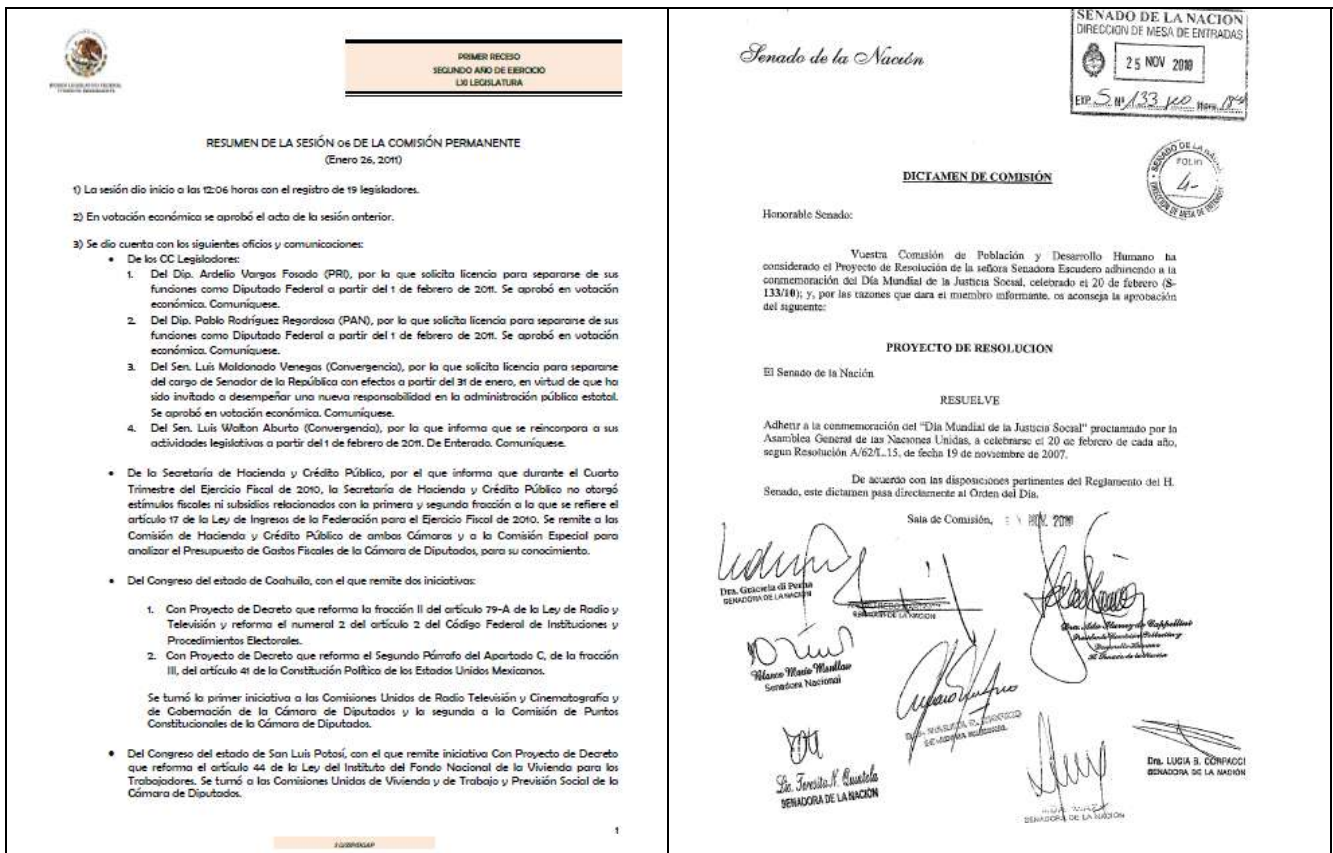 PRIMER RECESO
SEGUNDO AÑO DE EJERCICIO
LXI LEGISLATURA
RESUMEN DE LA SESIÓN 06 DE LA COMISIÓN PERMANENTE
(Enero 26, 2011)
1) La sesión dio inicio a las 12:06 horas con el registro de 19 legisladores.
2) En votación económica se aprobó el acta de la sesión anterior.
3) Se dio cuenta con los siguientes oficios y comunicaciones:
• De los CC Legisladores:
1. Del Dip. Ardelio Vargas Fosado (PRI), por la que solicita licencia para separarse de sus
funciones como Diputado Federal a partir del 1 de febrero de 2011. Se aprobó en votación
económica. Comuníquese.
2. Del Dip. Pablo Rodríguez Regordosa (PAN), por la que solicita licencia para separarse de sus
funciones como Diputado Federal a partir del 1 de febrero de 2011. Se aprobó en votación
económica. Comuníquese.
3. Del Sen. Luis Maldonado Venegas (Convergencia), por la que solicita licencia para separarse
del cargo de Senador de la República con efectos a partir del 31 de enero, en virtud de que ha
sido invitado a desempeñar una nueva responsabilidad en la administración pública estatal.
Se aprobó en votación económica. Comuníquese.
4. Del Sen. Luis Walton Aburto (Convergencia), por la que informa que se reincorpora a sus
actividades legislativas a partir del 1 de febrero de 2011. De Enterado. Comuníquese.
• De la Secretaría de Hacienda y Crédito Público, por el que informa que durante el Cuarto
Trimestre del Ejercicio Fiscal de 2010, la Secretaría de Hacienda y Crédito Público no otorgó
estímulos fiscales ni subsidios relacionados con la primera y segunda fracción a la que se refiere el
artículo 17 de la Ley de Ingresos de la Federación para el Ejercicio Fiscal de 2010. Se remite a las
Comisión de Hacienda y Crédito Público de ambas Cámaras y a la Comisión Especial para
analizar el Presupuesto de Gastos Fiscales de la Cámara de Diputados, para su conocimiento.
• Del Congreso del estado de Coahuila, con el que remite dos iniciativas:
1. Con Proyecto de Decreto que reforma la fracción II del artículo 79-A de la Ley de Radio y
Televisión y reforma el numeral 2 del artículo 2 del Código Federal de Instituciones y
Procedimientos Electorales.
2. Con Proyecto de Decreto que reforma el Segundo Párrafo del Apartado C, de la fracción
III, del artículo 41 de la Constitución Política de los Estados Unidos Mexicanos.
Se turnó la primer iniciativa a las Comisiones Unidas de Radio Televisión y Cinematografía y
de Gobernación de la Cámara de Diputados y la segunda a la Comisión de Puntos
Constitucionales de la Cámara de Diputados.
• Del Congreso del estado de San Luis Potosí, con el que remite iniciativa Con Proyecto de Decreto
que reforma el artículo 44 de la Ley del Instituto del Fondo Nacional de la Vivienda para los
Trabajadores. Se turnó a las Comisiones Unidas de Vivienda y de Trabajo y Previsión Social de la
Cámara de Diputados.
1
Senado de la Nación
SENADO DE LA NACION
DIRECCION DE MESA DE ENTRADAS
25 NOV 2010
EXP. S Nº 133 Hora
SENADO DE LA
FOLIO
4
DIRECCION DE MESA DE ENTRADAS
DICTAMEN DE COMISIÓN
Honorable Senado:
Vuestra Comisión de Población y Desarrollo Humano ha
considerado el Proyecto de Resolución de la señora Senadora Escudero adhiriendo a la
conmemoración del Día Mundial de la Justicia Social, celebrado el 20 de febrero (S-
133/10); y, por las razones que dara el miembro informante, os aconseja la aprobación
del siguiente:
PROYECTO DE RESOLUCION
El Senado de la Nación
RESUELVE
Adherir a la conmemoración del "Día Mundial de la Justicia Social" proclamado por la
Asamblea General de las Naciones Unidas, a celebrarse el 20 de febrero de cada año,
segun Resolución A/62/L.15, de fecha 19 de noviembre de 2007.
De acuerdo con las disposiciones pertinentes del Reglamento del H.
Senado, este dictamen pasa directamente al Orden del Día.
Sala de Comisión, NOV. 2010
Dra. Graciela di Perna
SENADORA DE LA NACION
SENADOR DE LA NACION
Senadora Nacional
Lic. Teresita N. Quintela
SENADORA DE LA NACIÓN
Dra. LUCIA B. CORPACCI
SENADORA DE LA NACIÓN
SENADORA DE LA NACION